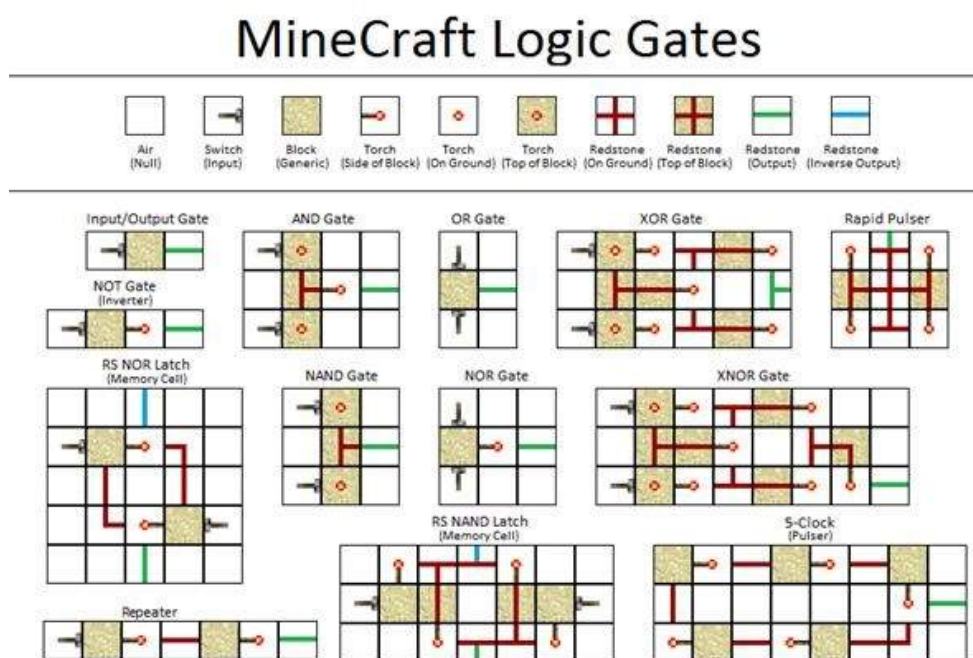 MineCraft Logic Gates
Air
(Null)
Switch
(Input)
Block
(Generic)
Torch
(Side of Block)
Torch
(On Ground)
Torch
(Top of Block)
Redstone
(On Ground)
Redstone
(Top of Block)
Redstone
(Output)
Redstone
(Inverse Output)
Input/Output Gate
AND Gate
OR Gate
XOR Gate
Rapid Pulser
NOT Gate
(Inverter)
RS NOR Latch
(Memory Cell)
NAND Gate
NOR Gate
XNOR Gate
RS NAND Latch
(Memory Cell)
5-Clock
(Pulser)
Repeater